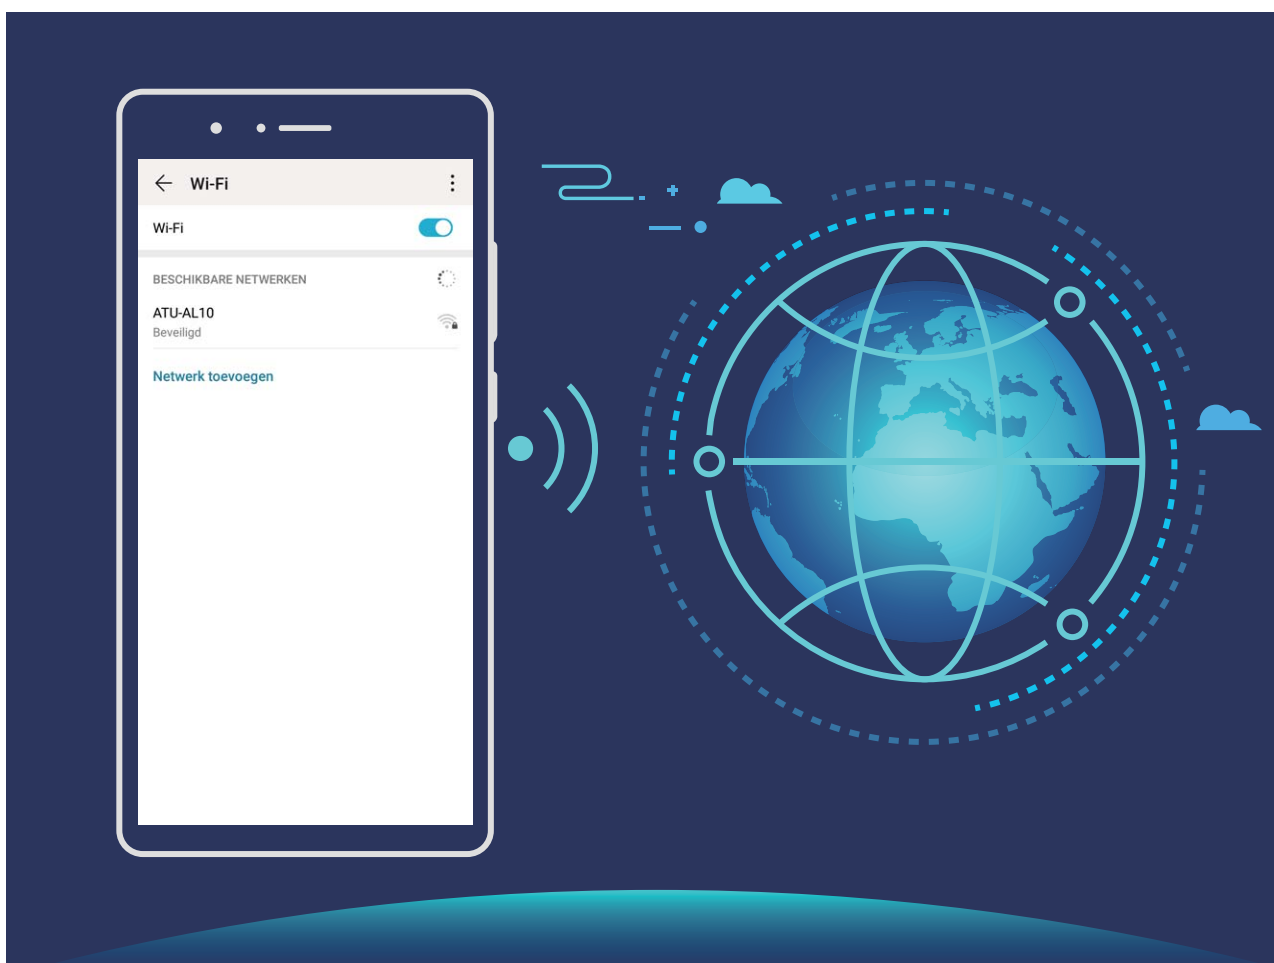 Wi-Fi
Wi-Fi
BESCHIKBARE NETWERKEN
ATU-AL10
Beveiligd
Netwerk toevoegen